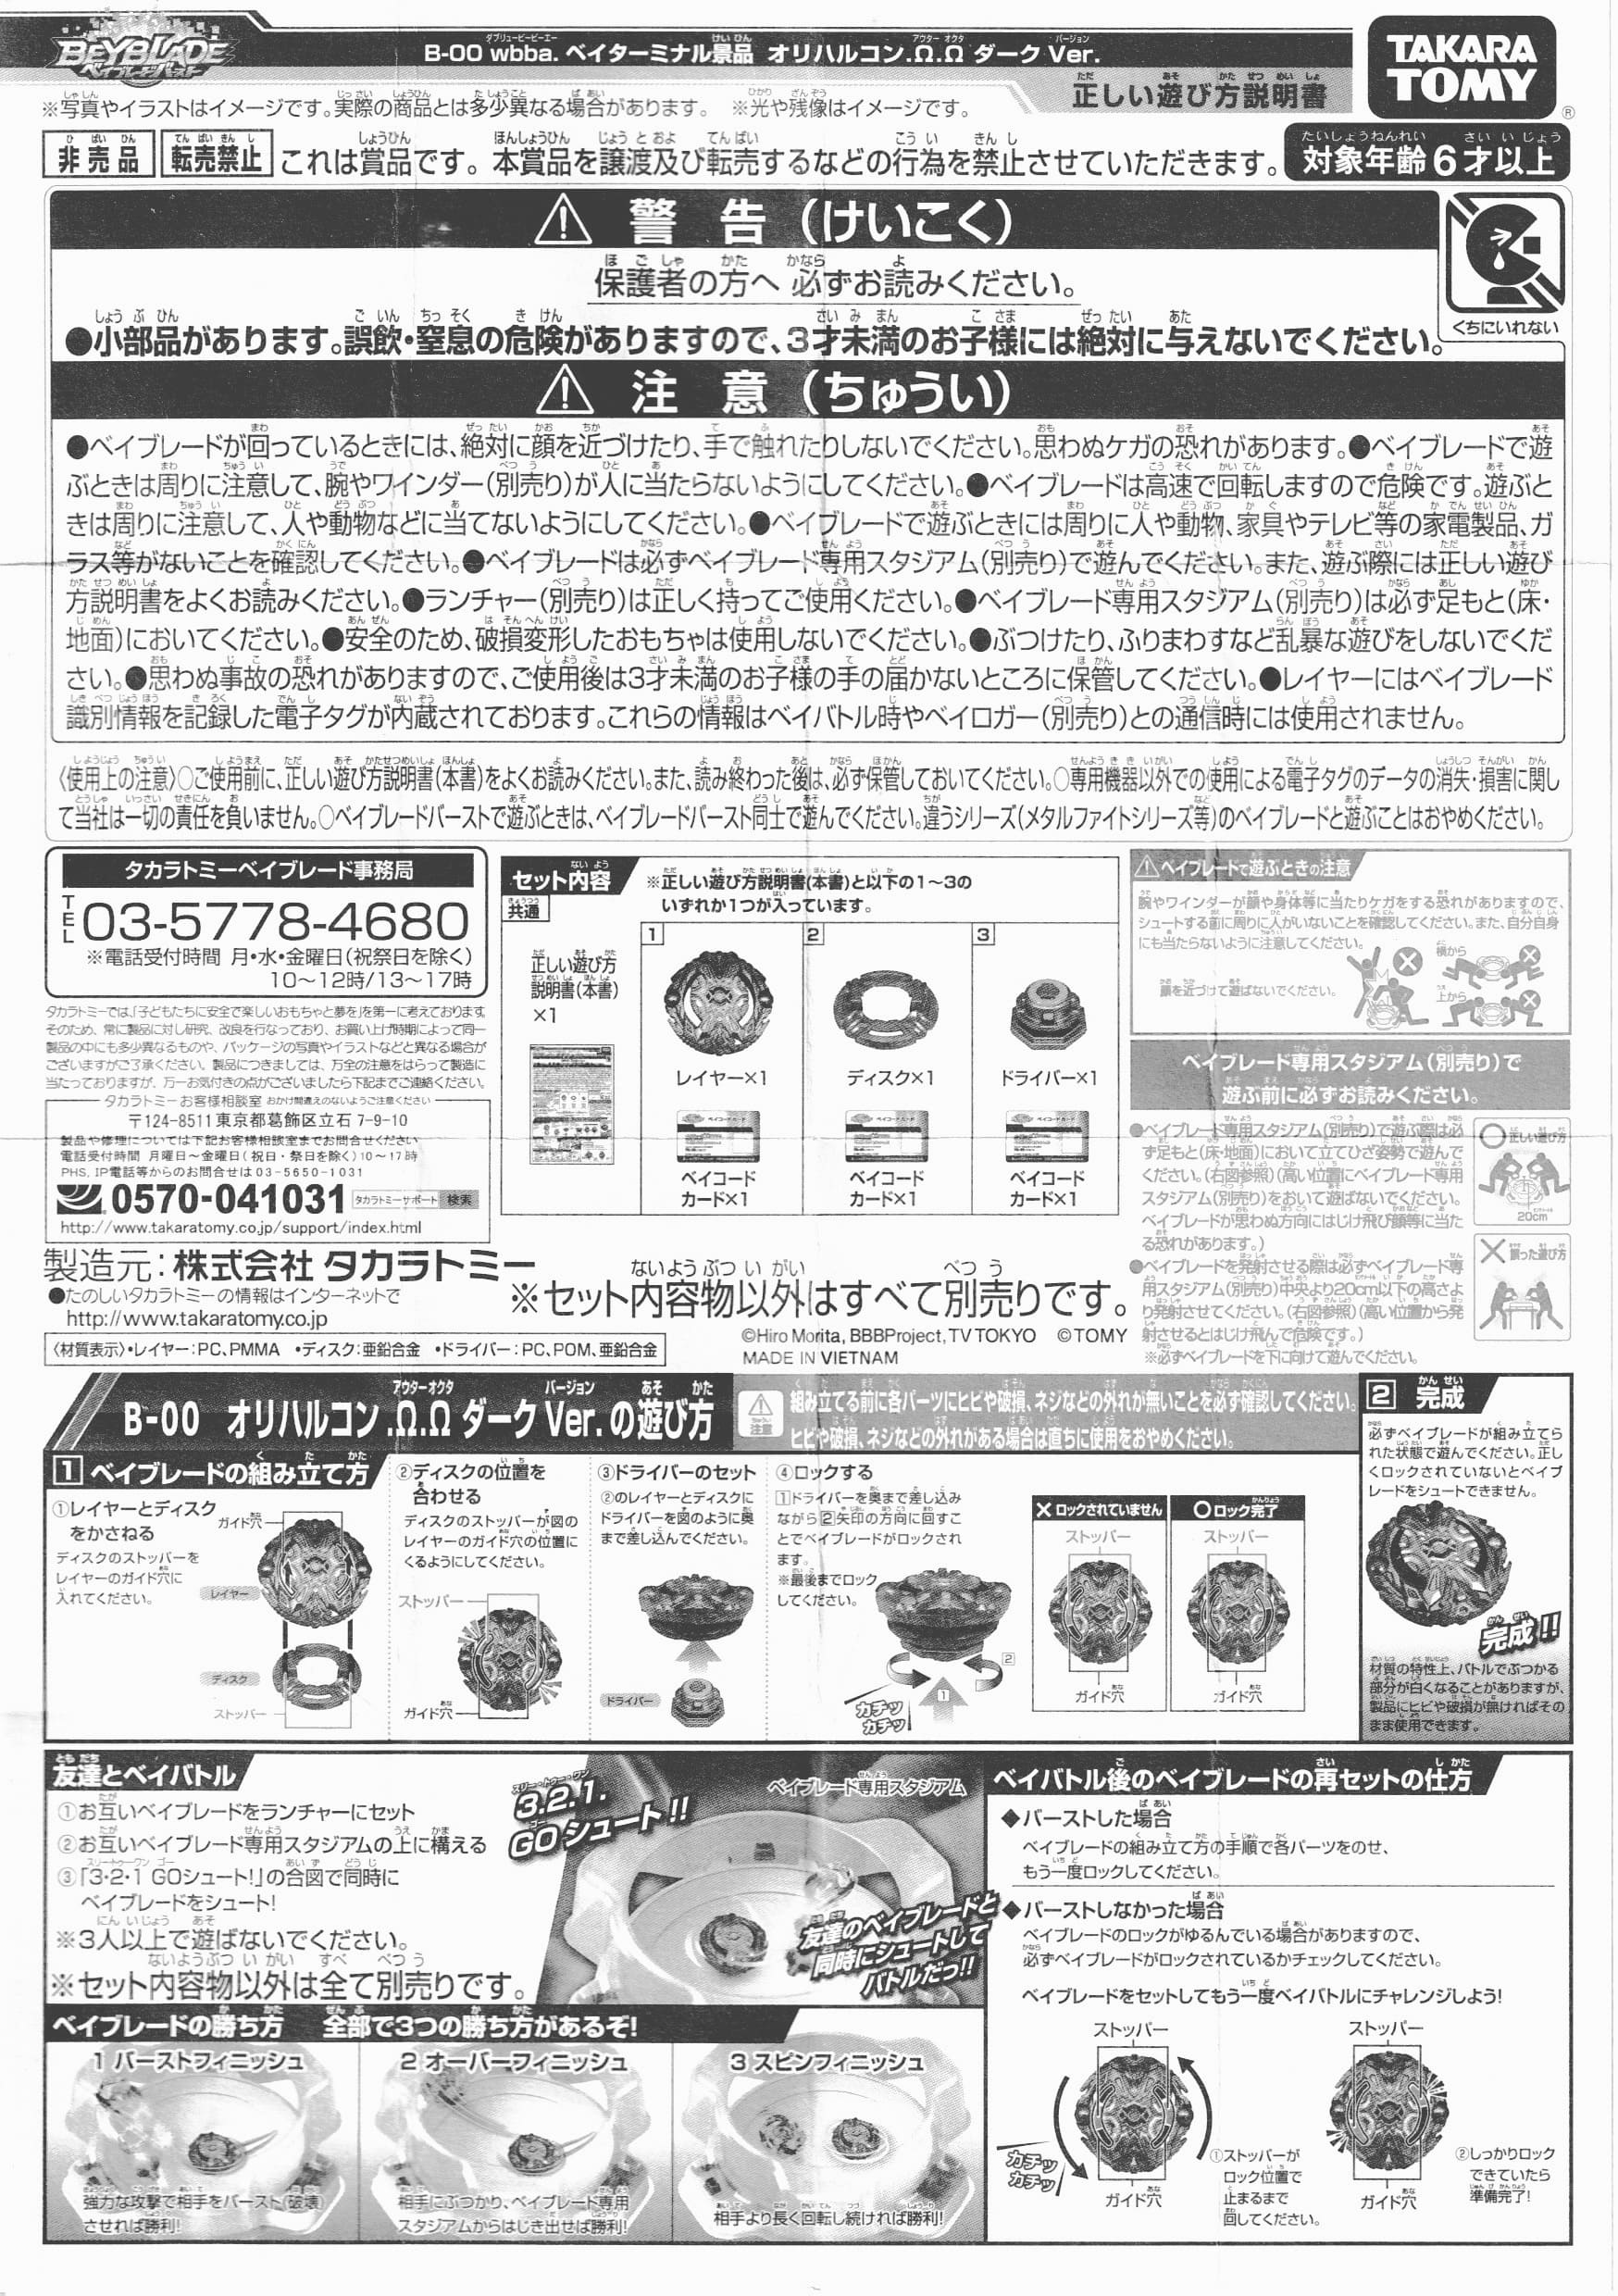 BEYBLADE
ベイブレードバースト
B-00 wbba. ベイターミナル景品 オリハルコン.Ω.Ω ダーク Ver.
正しい遊び方説明書
TAKARA
TOMY
※写真やイラストはイメージです。実際の商品とは多少異なる場合があります。 ※光や残像はイメージです。
非売品 転売禁止 これは賞品です。本賞品を譲渡及び転売するなどの行為を禁止させていただきます。
対象年齢6才以上
警 告 (けいこく)
保護者の方へ 必ずお読みください。
●小部品があります。誤飲・窒息の危険がありますので、3才未満のお子様には絶対に与えないでください。
くちにいれない
注 意 (ちゅうい)
●ベイブレードが回っているときには、絶対に顔を近づけたり、手で触れたりしないでください。思わぬケガの恐れがあります。●ベイブレードで遊
ぶときは周りに注意して、腕やワインダー(別売り)が人に当たらないようにしてください。●ベイブレードは高速で回転しますので危険です。遊ぶと
きは周りに注意して、人や動物などに当てないようにしてください。●ベイブレードで遊ぶときには周りに人や動物、家具やテレビ等の家電製品、ガ
ラス等がないことを確認してください。●ベイブレードは必ずベイブレード専用スタジアム(別売り)で遊んでください。また、遊ぶ際には正しい遊び
方説明書をよくお読みください。●ランチャー(別売り)は正しく持ってご使用ください。●ベイブレード専用スタジアム(別売り)は必ず足もと(床・
地面)においてください。●安全のため、破損変形したおもちゃは使用しないでください。●ぶつけたり、ふりまわすなど乱暴な遊びをしないでくだ
さい。●思わぬ事故の恐れがありますので、ご使用後は3才未満のお子様の手の届かないところに保管してください。●レイヤーにはベイブレード
識別情報を記録した電子タグが内蔵されております。これらの情報はベイバトル時やベイロガー(別売り)との通信時には使用されません。
〈使用上の注意〉○ご使用前に、正しい遊び方説明書(本書)をよくお読みください。また、読み終わった後は、必ず保管しておいてください。○専用機器以外での使用による電子タグのデータの消失・損害に関し
て当社は一切の責任を負いません。○ベイブレードバーストで遊ぶときは、ベイブレードバースト同士で遊んでください。違うシリーズ(メタルファイトシリーズ等)のベイブレードと遊ぶことはおやめください。
タカラトミーベイブレード事務局
TEL 03-5778-4680
※電話受付時間 月・水・金曜日(祝祭日を除く)
10～12時/13～17時
タカラトミーでは、「子どもたちに安全で楽しいおもちゃと夢を」を第一に考えております。
そのため、常に製品に対し研究、改良を行なっており、お買い上げ時期によって同一
製品の中にも多少異なるものや、パッケージの写真やイラストなどと異なる場合が
ございますがご了承ください。製品につきましては、万全の注意をはらって製造に
当たっておりますが、万一お気付きの点がございましたら下記までご連絡ください。
タカラトミーお客様相談室 おかけ間違えのないようご注意ください
〒124-8511 東京都葛飾区立石 7-9-10
製品や修理については下記お客様相談室までお問合せください
電話受付時間 月曜日～金曜日(祝日・祭日を除く)10～17時
PHS、IP電話等からのお問合せは 03-5650-1031
0570-041031 タカラトミーサポート 検索
http://www.takaratomy.co.jp/support/index.html
製造元:株式会社 タカラトミー
●たのしいタカラトミーの情報はインターネットで
http://www.takaratomy.co.jp
〈材質表示〉・レイヤー:PC、PMMA ・ディスク:亜鉛合金 ・ドライバー:PC、POM、亜鉛合金
セット内容
※正しい遊び方説明書(本書)と以下の1～3の
いずれか1つが入っています。
共通
正しい遊び方
説明書(本書)
×1
1
レイヤー×1
ベイコード
カード×1
2
ディスク×1
ベイコード
カード×1
3
ドライバー×1
ベイコード
カード×1
※セット内容物以外はすべて別売りです。
©Hiro Morita, BBBProject, TV TOKYO ©TOMY
MADE IN VIETNAM
ベイブレードで遊ぶときの注意
腕やワインダーが顔や身体等に当たりケガをする恐れがありますので、
シュートする前に周りに人がいないことを確認してください。また、自分自身
にも当たらないように注意してください。
顔を近づけて遊ばないでください。
横から
上から
ベイブレード専用スタジアム(別売り)で
遊ぶ前に必ずお読みください。
●ベイブレード専用スタジアム(別売り)で遊ぶ際は必
ず足もと(床・地面)において立てひざ姿勢で遊んで
ください。(右図参照)(高い位置にベイブレード専用
スタジアム(別売り)をおいて遊ばないでください。
ベイブレードが思わぬ方向にはじけ飛び顔等に当た
る恐れがあります。)
●ベイブレードを発射させる際は必ずベイブレード専
用スタジアム(別売り)中央より20cm以下の高さよ
り発射させてください。(右図参照)(高い位置から発
射させるとはじけ飛んで危険です。)
※必ずベイブレードを下に向けて遊んでください。
正しい遊び方
20cm
誤った遊び方
B-00 オリハルコン.Ω.Ω ダーク Ver. の遊び方
注意
組み立てる前に各パーツにヒビや破損、ネジなどの外れが無いことを必ず確認してください。
ヒビや破損、ネジなどの外れがある場合は直ちに使用をおやめください。
1 ベイブレードの組み立て方
①レイヤーとディスク
をかさねる
ディスクのストッパーを
レイヤーのガイド穴に
入れてください。
ガイド穴
レイヤー
ディスク
ストッパー
②ディスクの位置を
合わせる
ディスクのストッパーが図の
レイヤーのガイド穴の位置に
くるようにしてください。
ストッパー
ガイド穴
③ドライバーのセット
②のレイヤーとディスクに
ドライバーを図のように奥
まで差し込んでください。
ドライバー
④ロックする
1ドライバーを奥まで差し込み
ながら2矢印の方向に回すこ
とでベイブレードがロックされ
ます。
※最後までロック
してください。
カチッ
カチッ
1
2
×ロックされていません
ストッパー
ガイド穴
○ロック完了
ストッパー
ガイド穴
2 完成
必ずベイブレードが組み立てら
れた状態で遊んでください。正し
くロックされていないとベイブ
レードをシュートできません。
完成!!
材質の特性上、バトルでぶつかる
部分が白くなることがありますが、
製品にヒビや破損が無ければその
まま使用できます。
友達とベイバトル
①お互いベイブレードをランチャーにセット
②お互いベイブレード専用スタジアムの上に構える
③「3・2・1 GOシュート!」の合図で同時に
ベイブレードをシュート!
※3人以上で遊ばないでください。
※セット内容物以外は全て別売りです。
3.2.1.
GOシュート!!
ベイブレード専用スタジアム
友達のベイブレードと
同時にシュートして
バトルだっ!!
ベイブレードの勝ち方 全部で3つの勝ち方があるぞ!
1 バーストフィニッシュ
強力な攻撃で相手をバースト(破壊)
させれば勝利!
2 オーバーフィニッシュ
相手にぶつかり、ベイブレード専用
スタジアムからはじき出せば勝利!
3 スピンフィニッシュ
相手より長く回転し続ければ勝利!
ベイバトル後のベイブレードの再セットの仕方
◆バーストした場合
ベイブレードの組み立て方の手順で各パーツをのせ、
もう一度ロックしてください。
◆バーストしなかった場合
ベイブレードのロックがゆるんでいる場合がありますので、
必ずベイブレードがロックされているかチェックしてください。
ベイブレードをセットしてもう一度ベイバトルにチャレンジしよう!
ストッパー
カチッ
カチッ
ガイド穴
①ストッパーが
ロック位置で
止まるまで
回してください。
ストッパー
ガイド穴
②しっかりロック
できていたら
準備完了!